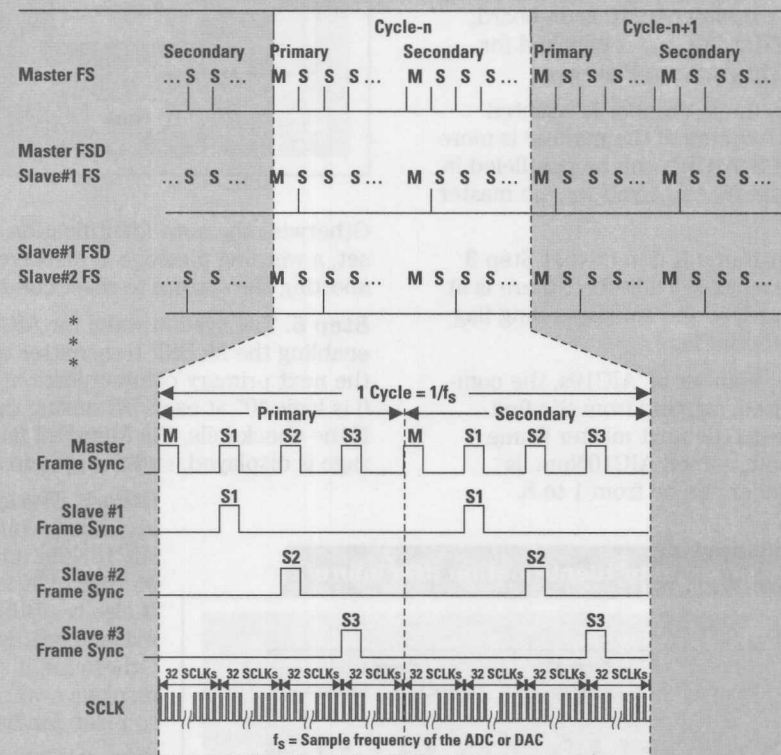 Cycle-n Cycle-n+1
Secondary Primary Secondary Primary Secondary
Master FS ... S S ... M S S S ... M S S S ... M S S S ... M S S S ...
Master FSD
Slave#1 FS ... S S ... M S S S ... M S S S ... M S S S ... M S S S ...
Slave#1 FSD
Slave#2 FS ... S S ... M S S S ... M S S S ... M S S S ... M S S S ...
*
*
*
1 Cycle = 1/fS
Primary Secondary
Master Frame Sync M S1 S2 S3 M S1 S2 S3
Slave #1 Frame Sync S1 S1
Slave #2 Frame Sync S2 S2
Slave #3 Frame Sync S3 S3
32 SCLKs 32 SCLKs 32 SCLKs 32 SCLKs 32 SCLKs 32 SCLKs 32 SCLKs 32 SCLKs
SCLK
fS = Sample frequency of the ADC or DAC